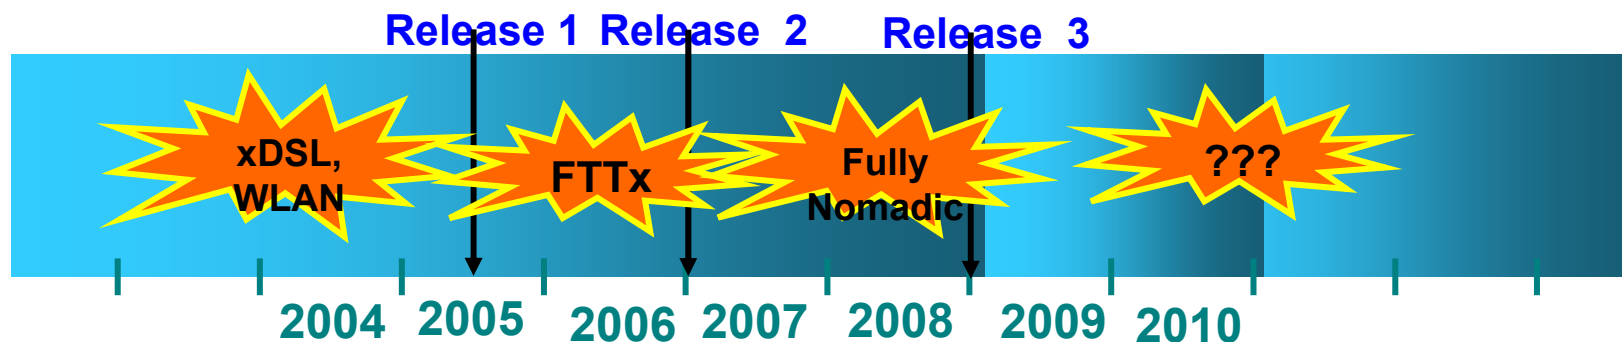 Release 1 Release 2 Release 3
xDSL,
WLAN
FTTx
Fully
Nomadic
???
2004 2005 2006 2007 2008 2009 2010